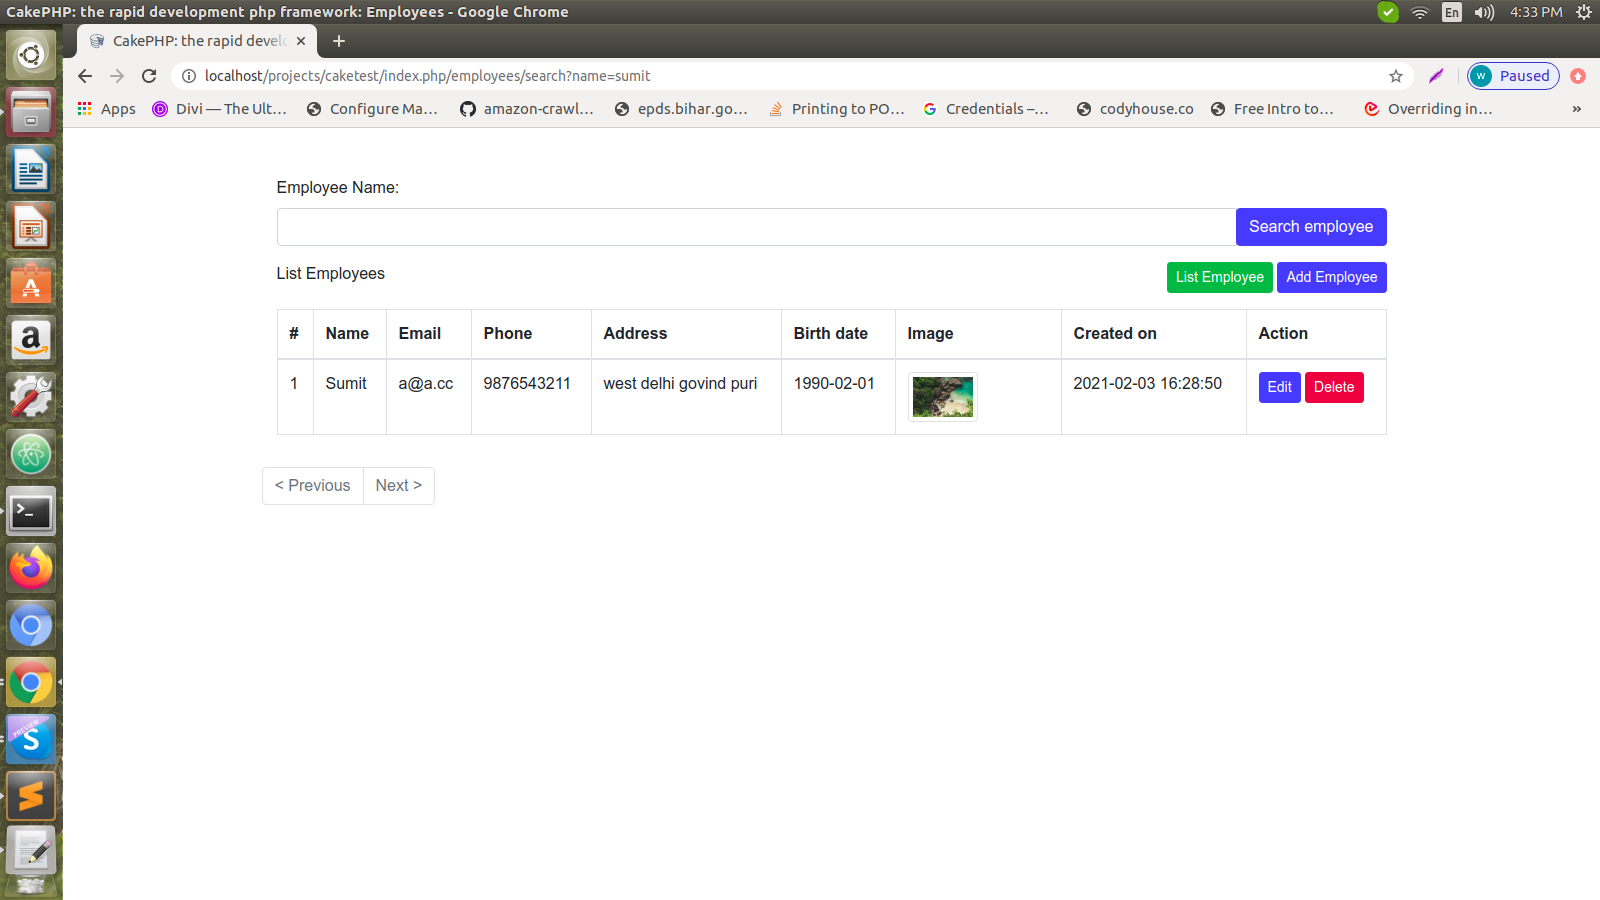 CakePHP: the rapid development php framework: Employees - Google Chrome
En
4:33 PM
CakePHP: the rapid devel
localhost/projects/caketest/index.php/employees/search?name=sumit
W
Paused
Apps
Divi — The Ult...
Configure Ma...
amazon-crawl...
epds.bihar.go...
Printing to PO...
Credentials –...
codyhouse.co
Free Intro to...
Overriding in...
»
Employee Name:
Search employee
List Employees
List Employee
Add Employee
# Name Email Phone Address Birth date Image Created on Action
1 Sumit a@a.cc 9876543211 west delhi govind puri 1990-02-01 2021-02-03 16:28:50 Edit Delete
< Previous Next >
PREVIEW